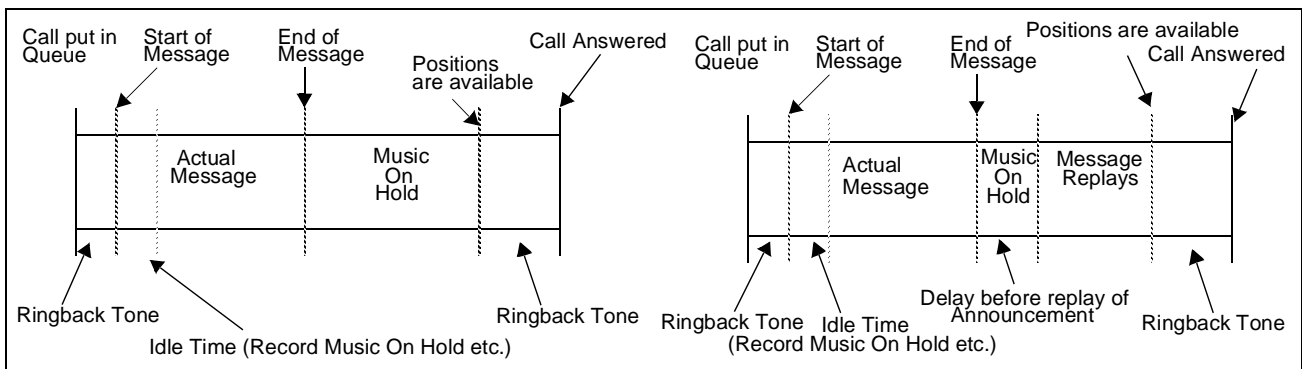 Call put in
Queue
Start of
Message
End of
Message
Positions
are available
Call Answered
Actual
Message
Music
On
Hold
Ringback Tone
Ringback Tone
Idle Time (Record Music On Hold etc.)
Call put in
Queue
Start of
Message
End of
Message
Positions are available
Call Answered
Actual
Message
Music
On
Hold
Message
Replays
Ringback Tone
Idle Time
(Record Music On Hold etc.)
Delay before replay of
Announcement
Ringback Tone